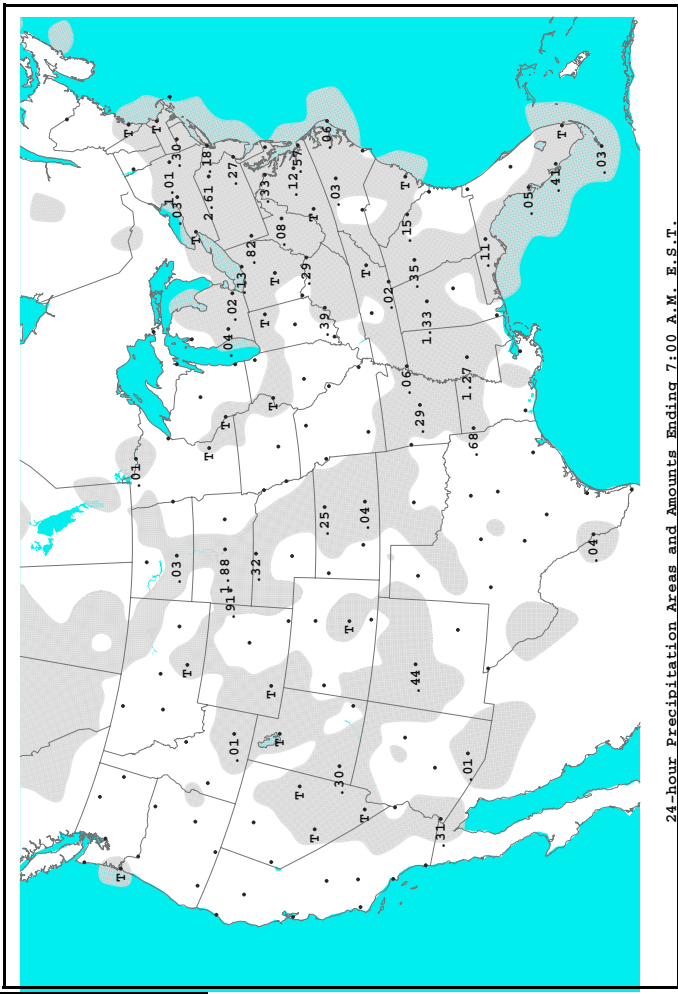 T
T
.01
T
1.01
.03
.03
.30
T
T
.18
T
2.61
T
1.88
.04
.91
.02
.27
.01
.13
.82
.32
T
.33
T
T
T
T
.08
.12
.57
T
.29
T
T
.25
.39
.06
.03
.30
T
T
.04
T
.02
T
.06
.15
.35
.44
.29
1.33
.31
1.27
.01
.68
.11
.05
.41
T
.04
.03
24-hour Precipitation Areas and Amounts Ending 7:00 A.M. E.S.T.